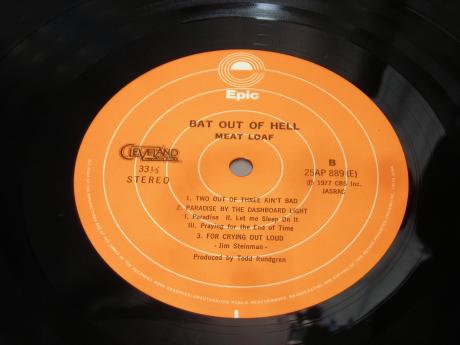 Epic
BAT OUT OF HELL
MEAT LOAF
CLEVELAND
33⅓
STEREO
B
25AP 889(E)
Ⓟ 1977 CBS Inc.
JASRAC
1. TWO OUT OF THREE AIN'T BAD
2. PARADISE BY THE DASHBOARD LIGHT
I. Paradise II. Let me Sleep On It
III. Praying for the End of Time
3. FOR CRYING OUT LOUD
- Jim Steinman -
Produced by Todd Rundgren